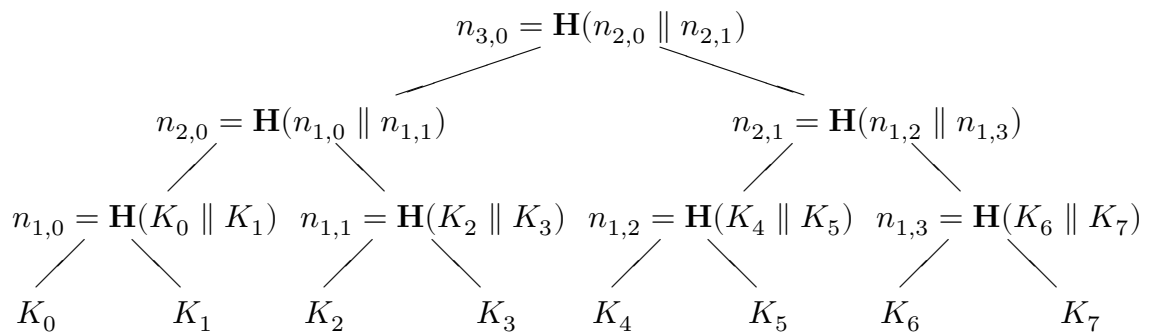 n_{3,0} = H(n_{2,0} ∥ n_{2,1})
n_{2,0} = H(n_{1,0} ∥ n_{1,1}) n_{2,1} = H(n_{1,2} ∥ n_{1,3})
n_{1,0} = H(K_0 ∥ K_1) n_{1,1} = H(K_2 ∥ K_3) n_{1,2} = H(K_4 ∥ K_5) n_{1,3} = H(K_6 ∥ K_7)
K_0 K_1 K_2 K_3 K_4 K_5 K_6 K_7